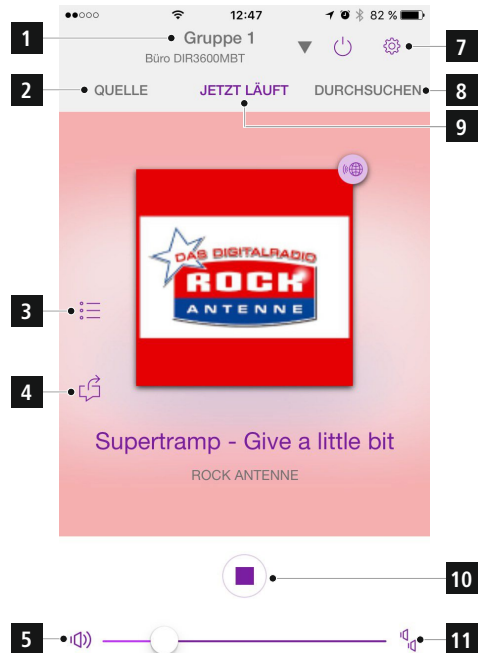 12:47
82 %
1
Gruppe 1
Büro DIR3600MBT
7
2
QUELLE
JETZT LÄUFT
DURCHSUCHEN
8
9
DAS DIGITALRADIO
ROCK
ANTENNE
3
4
Supertramp - Give a little bit
ROCK ANTENNE
10
5
11